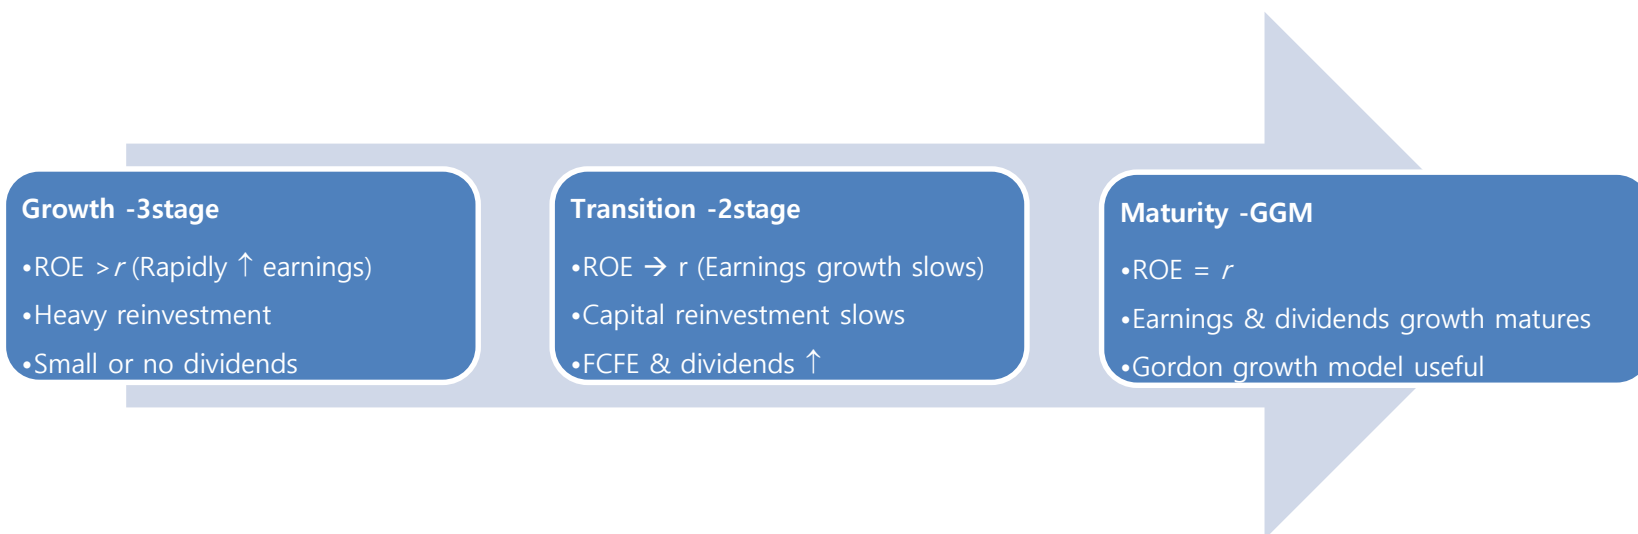 Growth -3stage
•ROE > r (Rapidly ↑ earnings)
•Heavy reinvestment
•Small or no dividends
Transition -2stage
•ROE → r (Earnings growth slows)
•Capital reinvestment slows
•FCFE & dividends ↑
Maturity -GGM
•ROE = r
•Earnings & dividends growth matures
•Gordon growth model useful